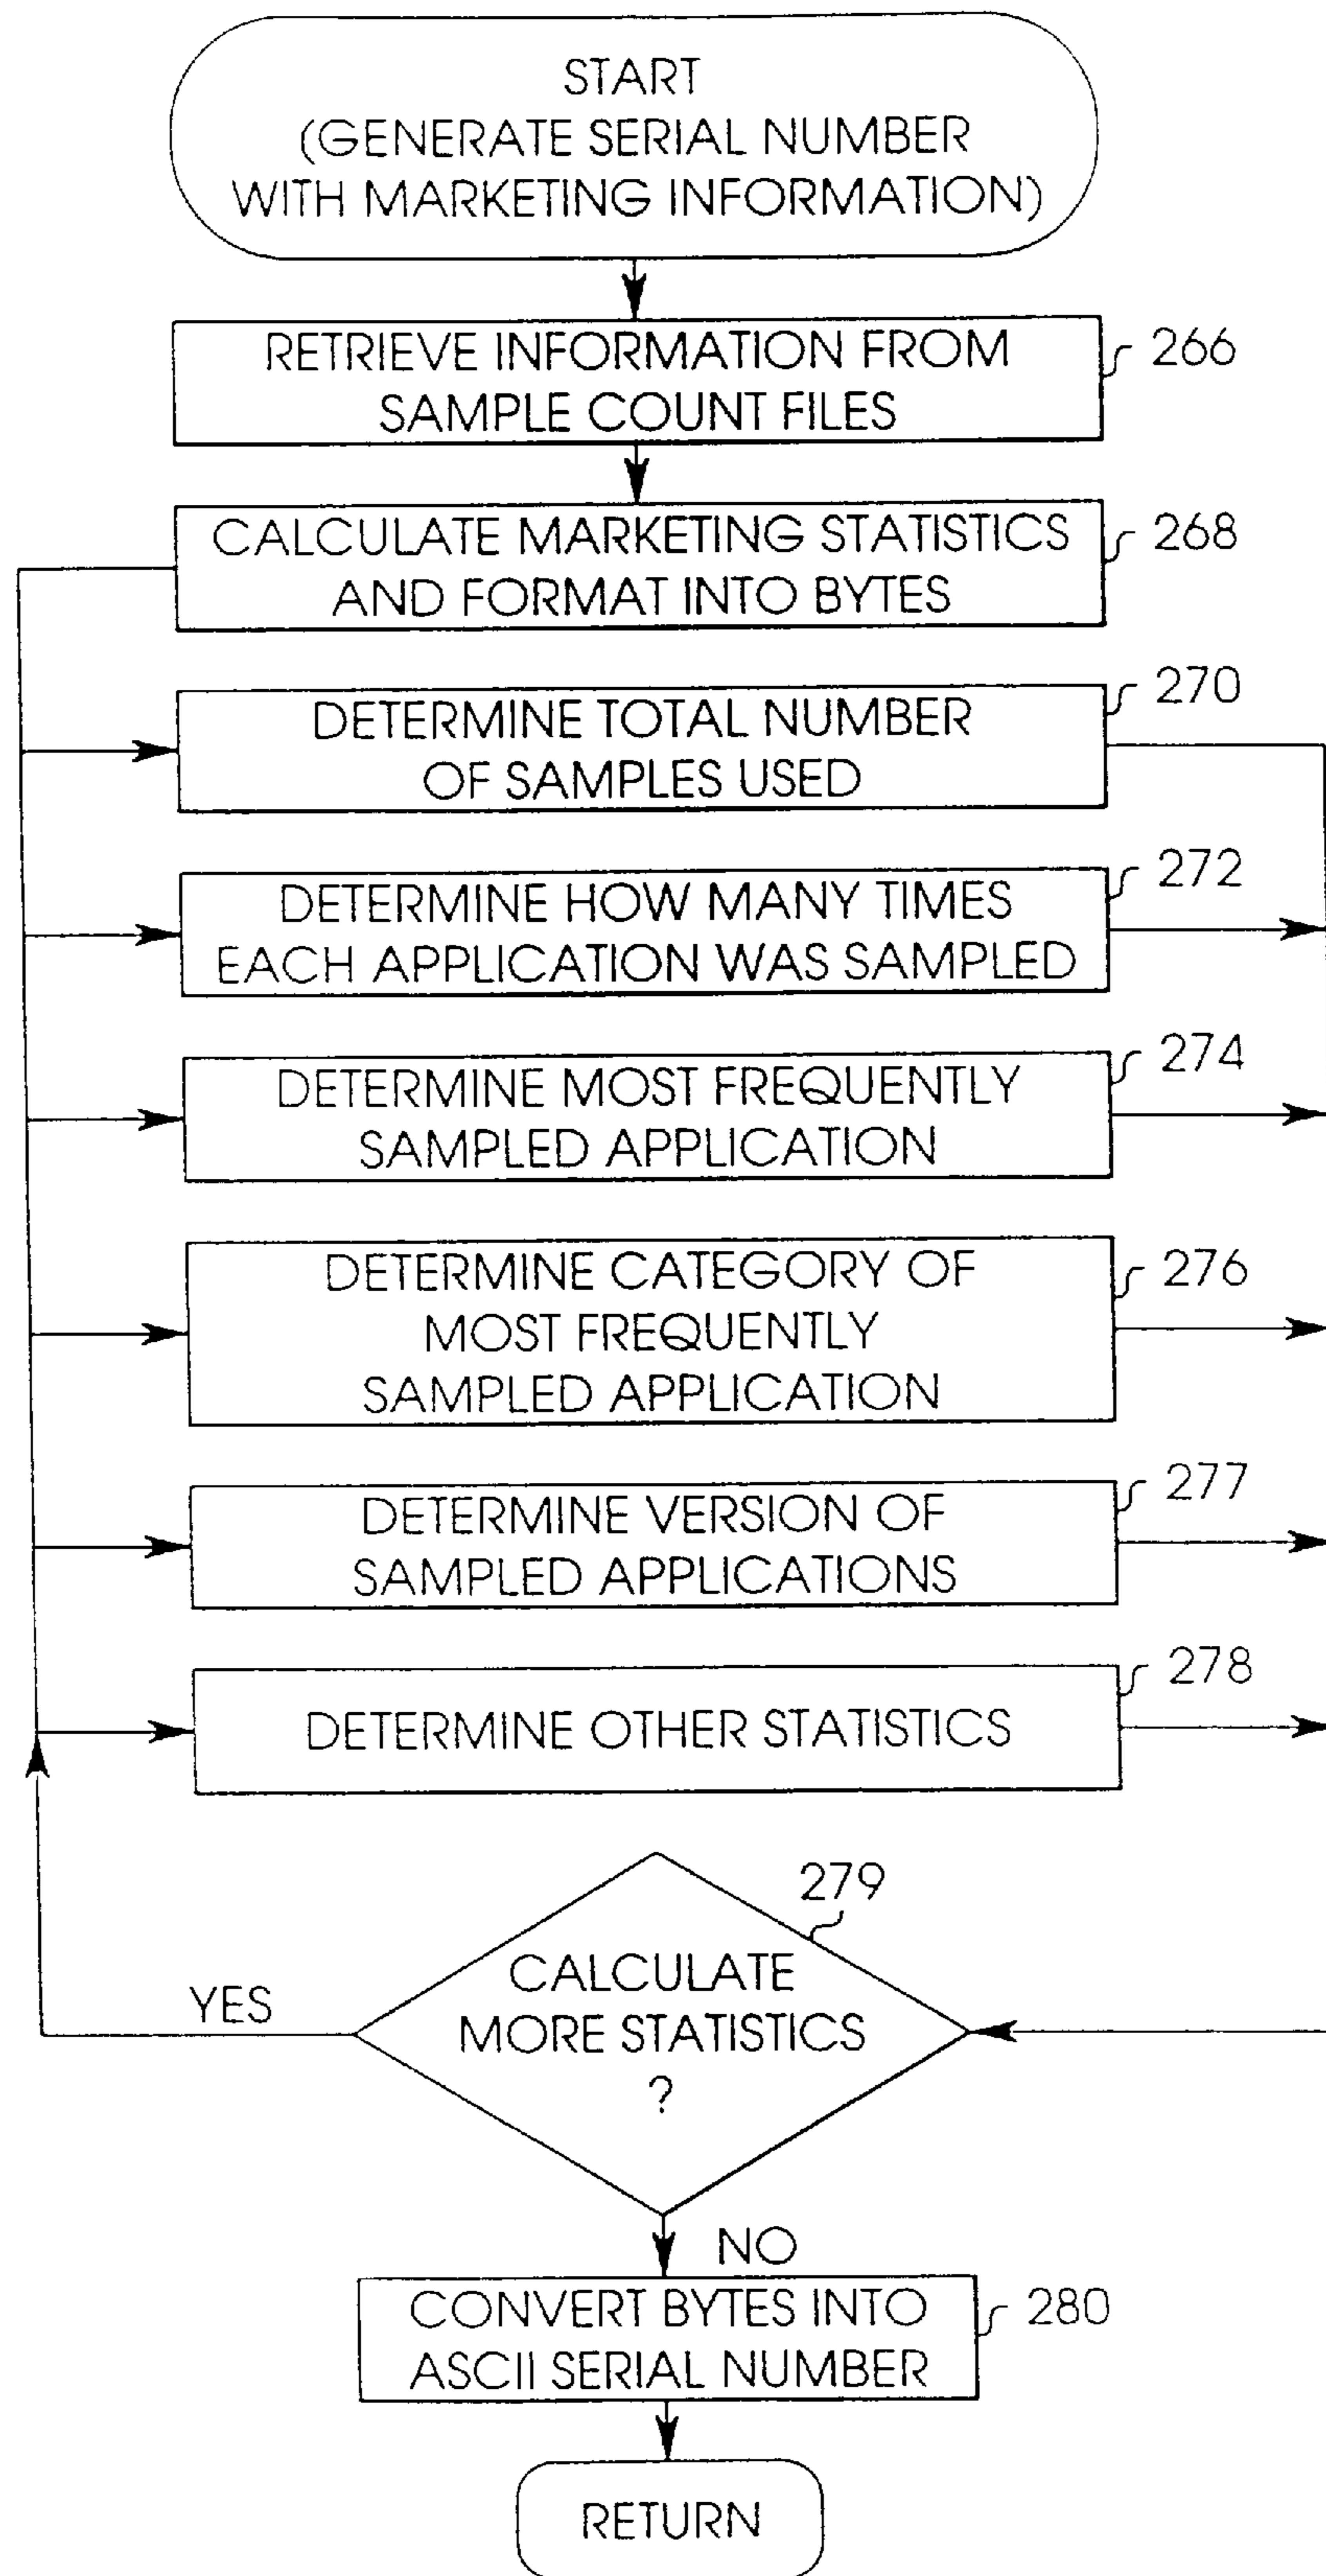 START
(GENERATE SERIAL NUMBER
WITH MARKETING INFORMATION)
RETRIEVE INFORMATION FROM
SAMPLE COUNT FILES
266
CALCULATE MARKETING STATISTICS
AND FORMAT INTO BYTES
268
DETERMINE TOTAL NUMBER
OF SAMPLES USED
270
DETERMINE HOW MANY TIMES
EACH APPLICATION WAS SAMPLED
272
DETERMINE MOST FREQUENTLY
SAMPLED APPLICATION
274
DETERMINE CATEGORY OF
MOST FREQUENTLY
SAMPLED APPLICATION
276
DETERMINE VERSION OF
SAMPLED APPLICATIONS
277
DETERMINE OTHER STATISTICS
278
279
CALCULATE
MORE STATISTICS
?
YES
NO
CONVERT BYTES INTO
ASCII SERIAL NUMBER
280
RETURN